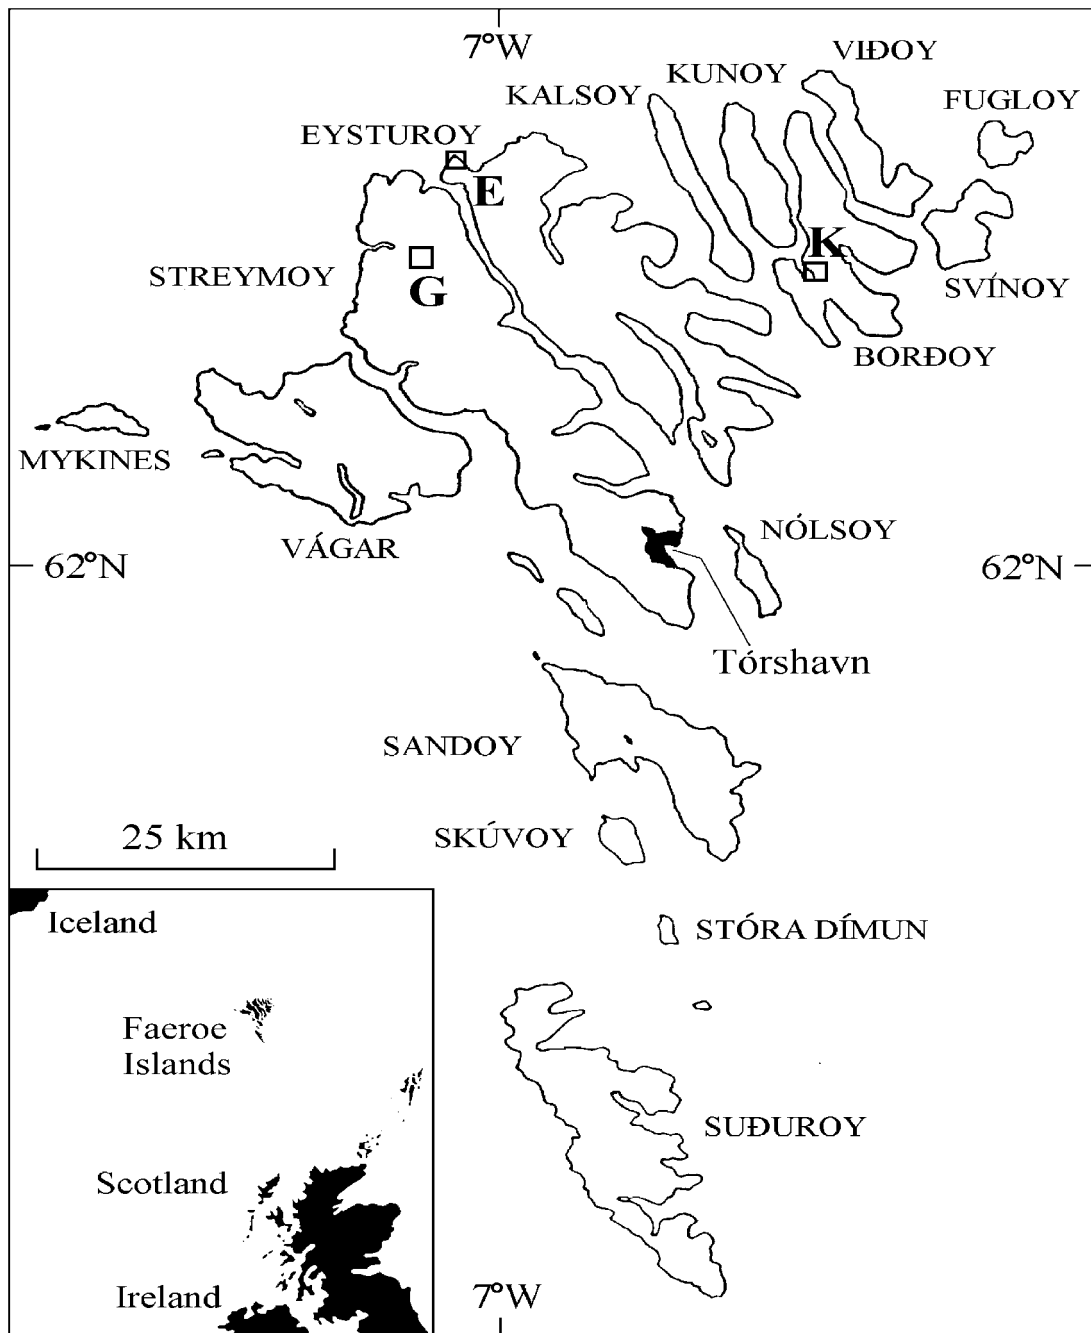 7°W
VIÐOY
KUNOY
KALSOY
FUGLOY
EYSTUROY
E
K
STREYMOY
G
SVÍNOY
BORÐOY
MYKINES
NÓLSOY
VÁGAR
62°N
62°N
Tórshavn
SANDOY
25 km
SKÚVOY
Iceland
STÓRA DÍMUN
Faeroe
Islands
SUÐUROY
Scotland
Ireland
7°W